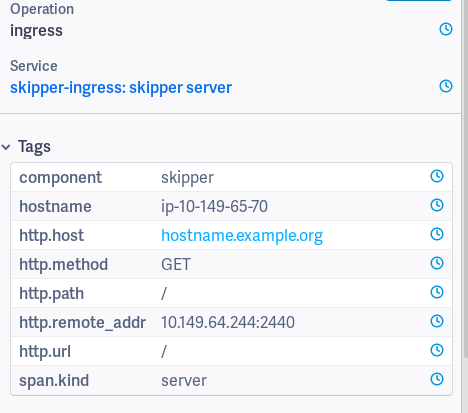 Operation
ingress
Service
skipper-ingress: skipper server
Tags
component skipper
hostname ip-10-149-65-70
http.host hostname.example.org
http.method GET
http.path /
http.remote_addr 10.149.64.244:2440
http.url /
span.kind server